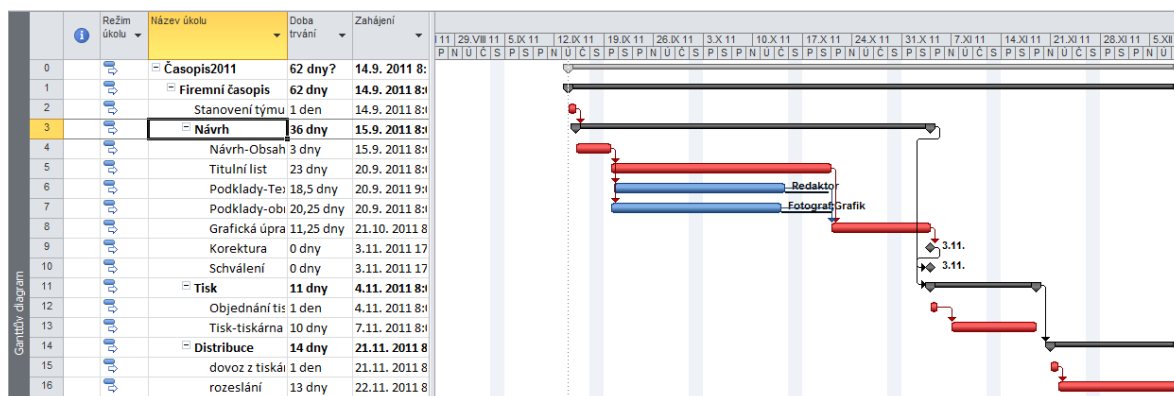 Režim úkolu Název úkolu Doba trvání Zahájení
I 11 29.VIII 11 5.IX 11 12.IX 11 19.IX 11 26.IX 11 3.X 11 10.X 11 17.X 11 24.X 11 31.X 11 7.XI 11 14.XI 11 21.XI 11 28.XI 11 5.XII
P N Ú Č S P S P N Ú Č S P S P N Ú Č S P S P N Ú Č S P S P N Ú
0 Časopis2011 62 dny? 14.9. 2011 8:
1 Firemní časopis 62 dny 14.9. 2011 8:
2 Stanovení týmu 1 den 14.9. 2011 8:
3 Návrh 36 dny 15.9. 2011 8:
4 Návrh-Obsah 3 dny 15.9. 2011 8:
5 Titulní list 23 dny 20.9. 2011 8:
6 Podklady-Te 18,5 dny 20.9. 2011 9: Redaktor
7 Podklady-ob 20,25 dny 20.9. 2011 8: Fotograf;Grafik
8 Grafická úpra 11,25 dny 21.10. 2011 8
9 Korektura 0 dny 3.11. 2011 17 3.11.
10 Schválení 0 dny 3.11. 2011 17 3.11.
11 Tisk 11 dny 4.11. 2011 8:
12 Objednání tis 1 den 4.11. 2011 8:
13 Tisk-tiskárna 10 dny 7.11. 2011 8:
14 Distribuce 14 dny 21.11. 2011 8
15 dovoz z tiská 1 den 21.11. 2011 8
16 rozeslání 13 dny 22.11. 2011 8
Ganttův diagram